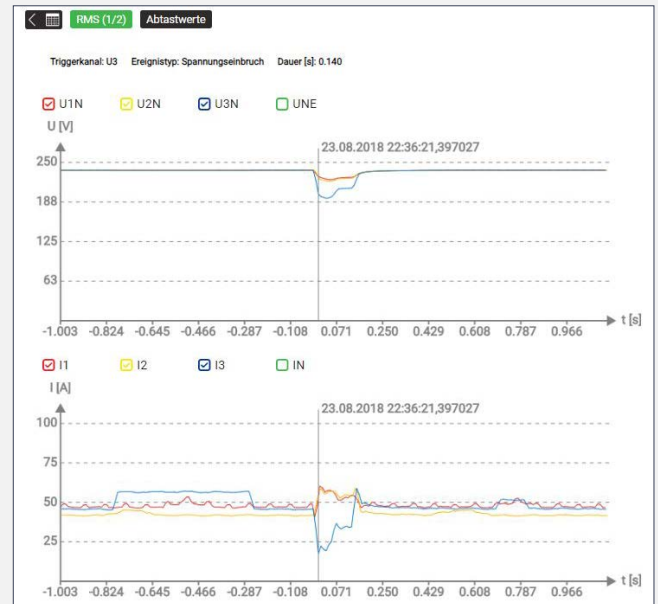 RMS (1/2) Abtastwerte
Triggerkanal: U3 Ereignistyp: Spannungseinbruch Dauer [s]: 0.140
U1N U2N U3N UNE
U [V]
23.08.2018 22:36:21,397027
250
188
125
63
t [s]
-1.003 -0.824 -0.645 -0.466 -0.287 -0.108 0.071 0.250 0.429 0.608 0.787 0.966
I1 I2 I3 IN
I [A]
23.08.2018 22:36:21,397027
100
75
50
25
t [s]
-1.003 -0.824 -0.645 -0.466 -0.287 -0.108 0.071 0.250 0.429 0.608 0.787 0.966